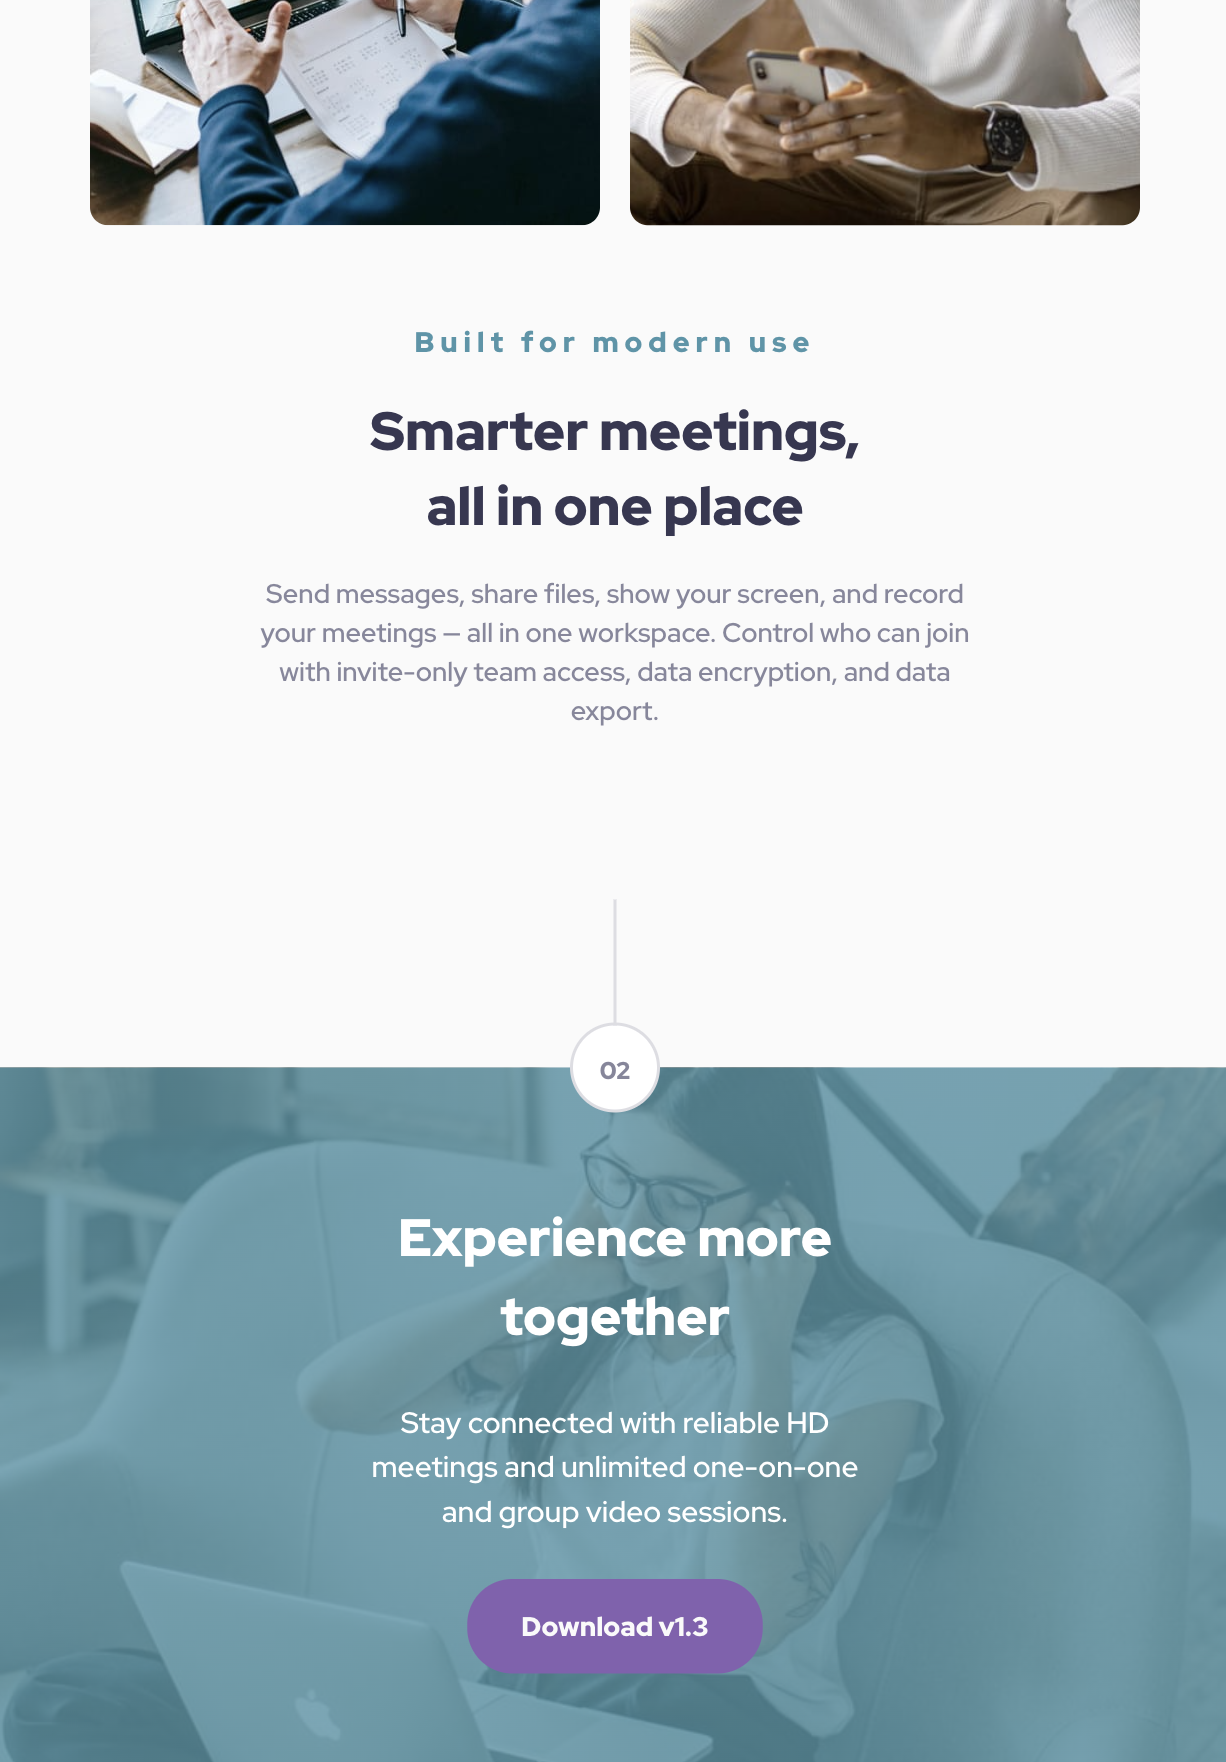 Built for modern use
Smarter meetings,
all in one place
Send messages, share files, show your screen, and record
your meetings — all in one workspace. Control who can join
with invite-only team access, data encryption, and data
export.
02
Experience more
together
Stay connected with reliable HD
meetings and unlimited one-on-one
and group video sessions.
Download v1.3